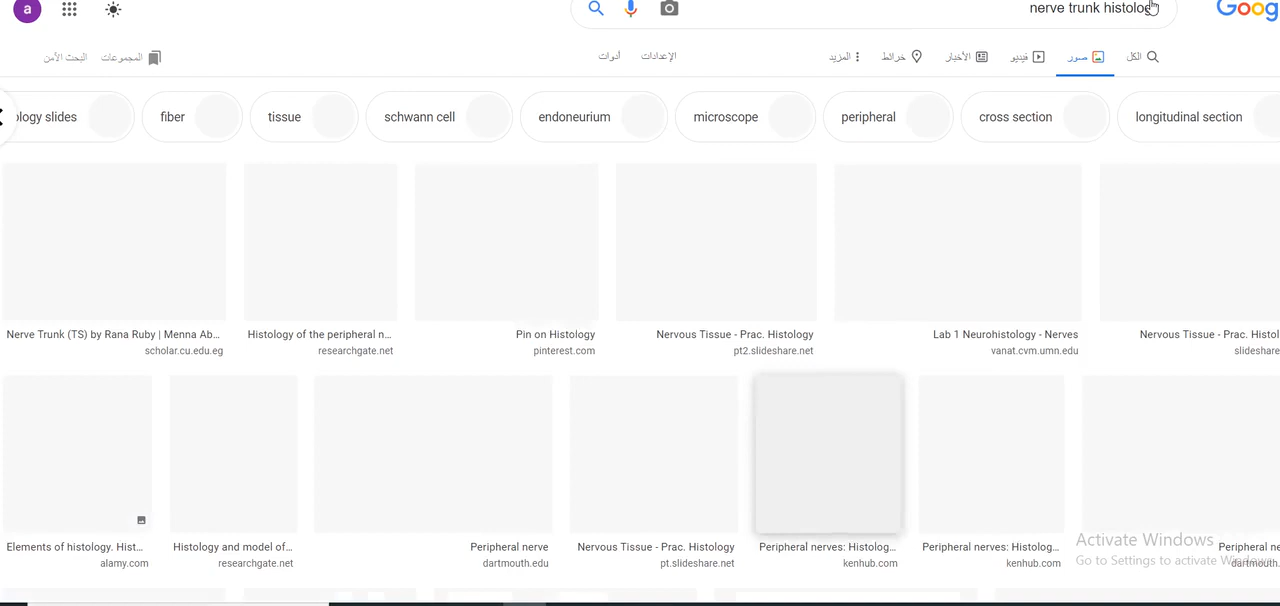 a
nerve trunk histolog
Goog
الكل
صور
فيديو
الأخبار
خرائط
المزيد
الإعدادات
أدوات
المجموعات
البحث الآمن
ology slides
fiber
tissue
schwann cell
endoneurium
microscope
peripheral
cross section
longitudinal section
Nerve Trunk (TS) by Rana Ruby | Menna Ab...
scholar.cu.edu.eg
Histology of the peripheral n...
researchgate.net
Pin on Histology
pinterest.com
Nervous Tissue - Prac. Histology
pt2.slideshare.net
Lab 1 Neurohistology - Nerves
vanat.cvm.umn.edu
Nervous Tissue - Prac. Histol
slideshare
Elements of histology. Hist...
alamy.com
Histology and model of...
researchgate.net
Peripheral nerve
dartmouth.edu
Nervous Tissue - Prac. Histology
pt.slideshare.net
Peripheral nerves: Histolog...
kenhub.com
Peripheral nerves: Histolog...
kenhub.com
Peripheral ne
dartmouth.
Activate Windows
Go to Settings to activate Windows.